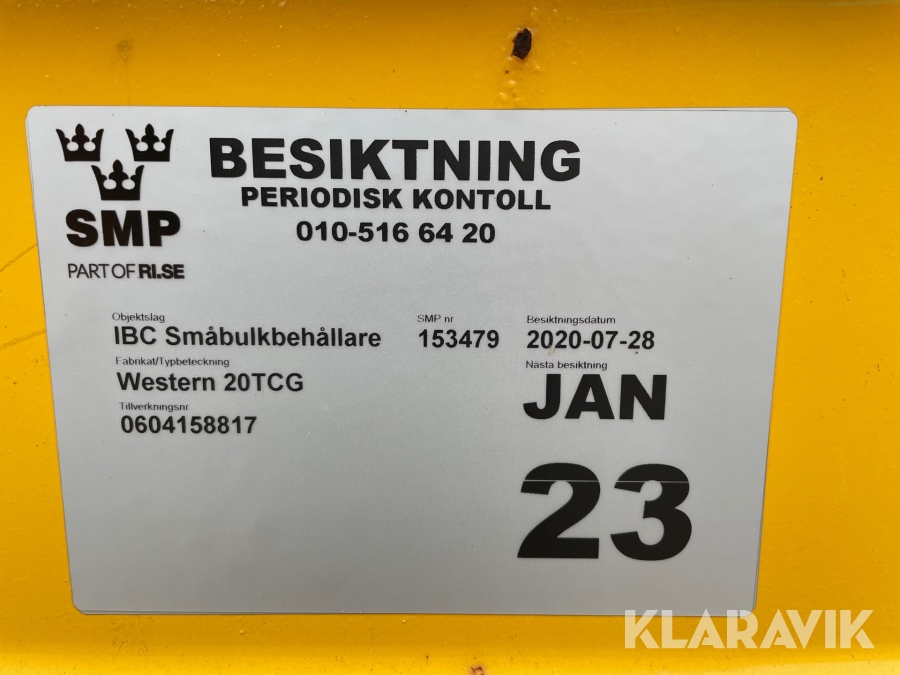 BESIKTNING
PERIODISK KONTOLL
010-516 64 20
SMP
PART OF RI.SE
Objektslag
IBC Småbulkbehållare
SMP nr
153479
Besiktningsdatum
2020-07-28
Fabrikat/Typbeteckning
Western 20TCG
Nästa besiktning
JAN
23
Tillverkningsnr
0604158817
KLARAVIK